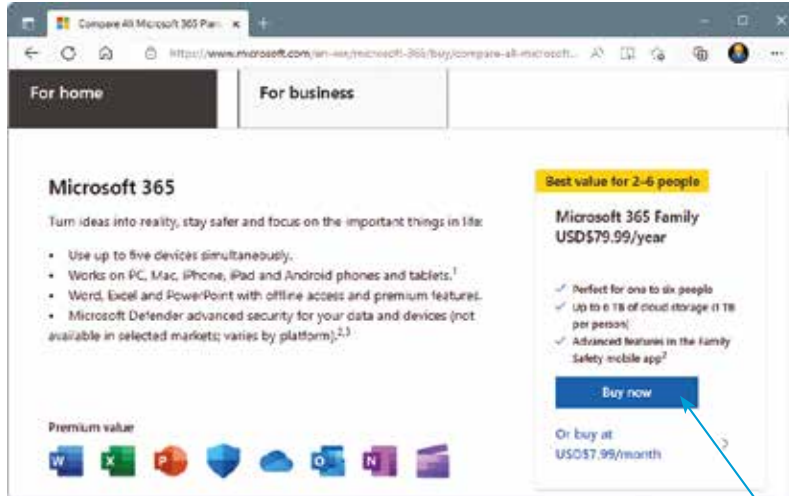 Compare All Microsoft 365 Plan
https://www.microsoft.com/en-ww/microsoft-365/buy/compare-all-microsoft...
For home
For business
Microsoft 365
Turn ideas into reality, stay safer and focus on the important things in life:
• Use up to five devices simultaneously.
• Works on PC, Mac, iPhone, iPad and Android phones and tablets.1
• Word, Excel and PowerPoint with offline access and premium features.
• Microsoft Defender advanced security for your data and devices (not
available in selected markets; varies by platform).2,3
Premium value
W X P O N
Best value for 2–6 people
Microsoft 365 Family
USD$79.99/year
Perfect for one to six people
Up to 6 TB of cloud storage (1 TB
per person)
Advanced features in the Family
Safety mobile app2
Buy now
Or buy at
USD$7.99/month